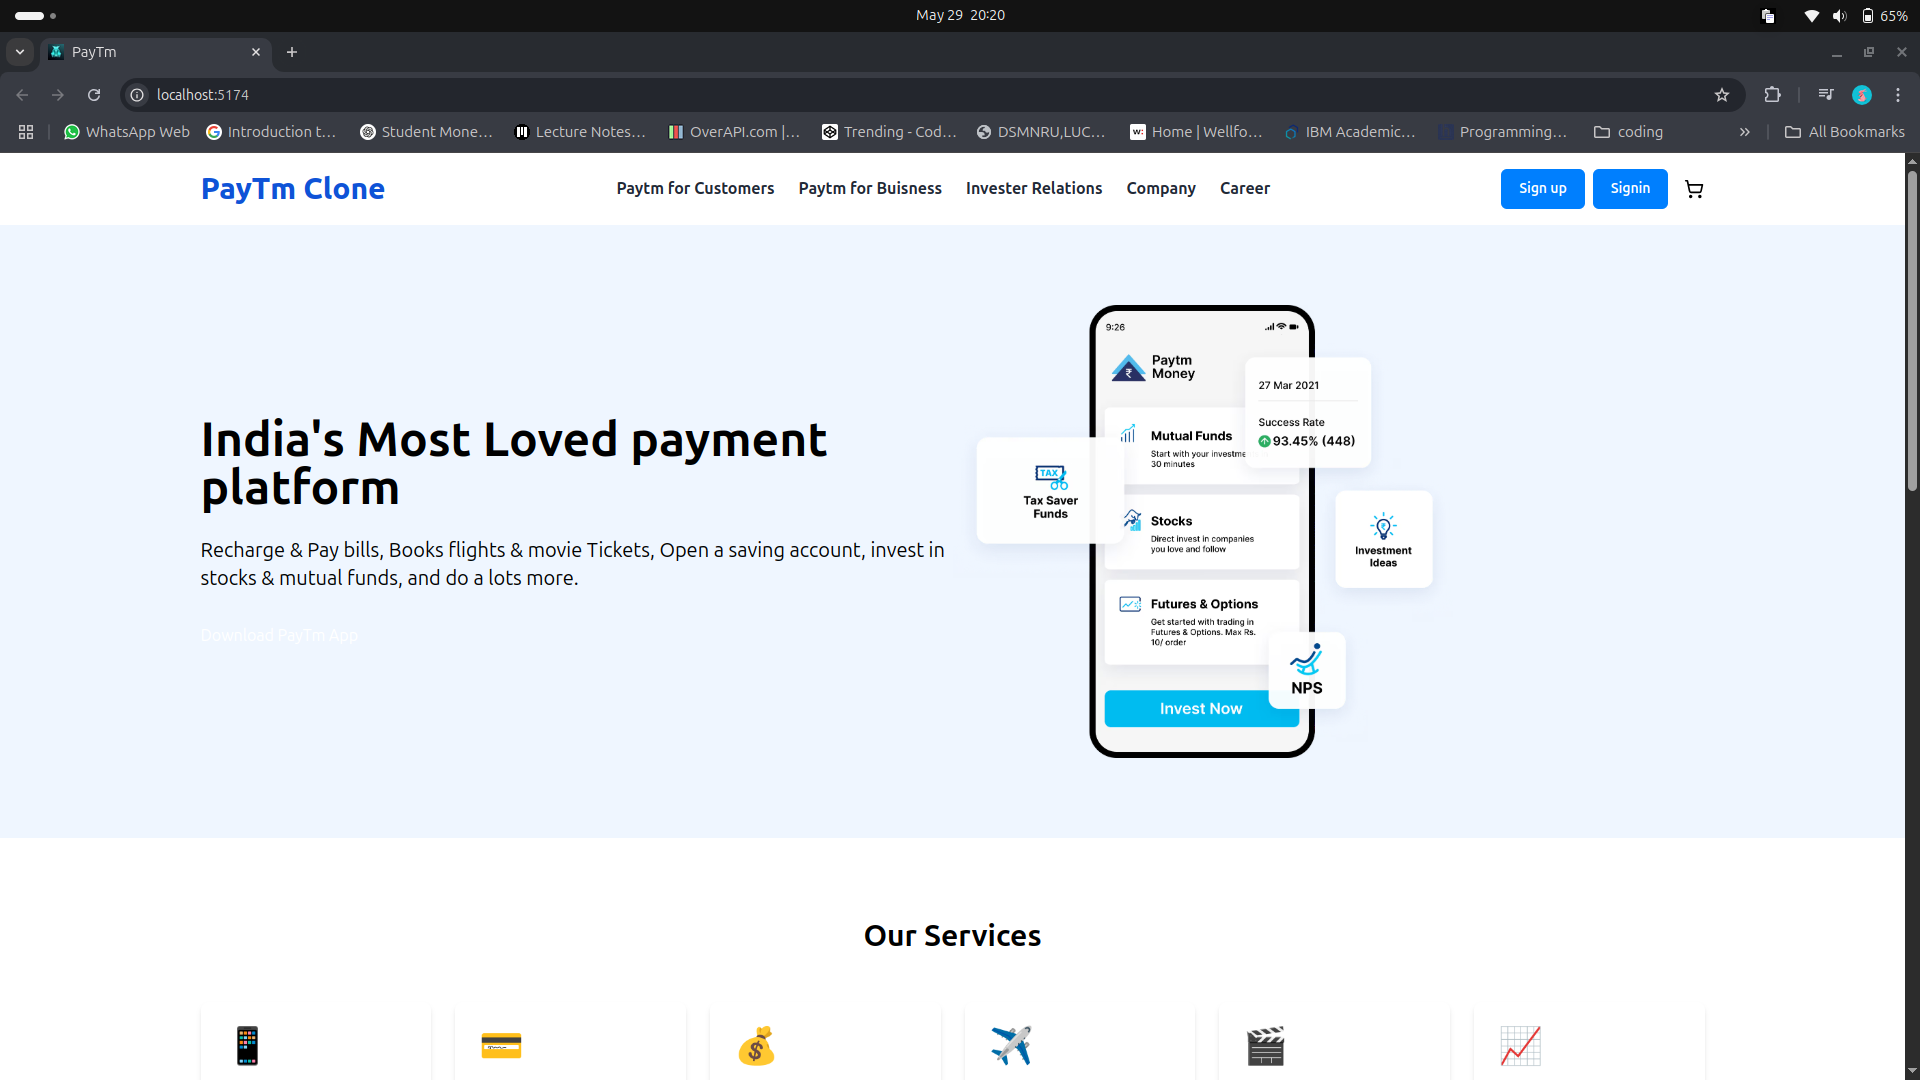 May 29 20:20
65%
PayTm
localhost:5174
WhatsApp Web
Introduction t...
Student Mone...
Lecture Notes...
OverAPI.com |...
Trending - Cod...
DSMNRU,LUC...
Home | Wellfo...
IBM Academic...
Programming...
coding
All Bookmarks
PayTm Clone
Paytm for Customers
Paytm for Buisness
Invester Relations
Company
Career
Sign up
Signin
India's Most Loved payment
platform
Recharge & Pay bills, Books flights & movie Tickets, Open a saving account, invest in
stocks & mutual funds, and do a lots more.
Download PayTm App
9:26
Paytm
Money
27 Mar 2021
Success Rate
93.45% (448)
Mutual Funds
Start with your investme
30 minutes
TAX
Tax Saver
Funds
Stocks
Direct invest in companies
you love and follow
Investment
Ideas
Futures & Options
Get started with trading in
Futures & Options. Max Rs.
10/ order
NPS
Invest Now
Our Services